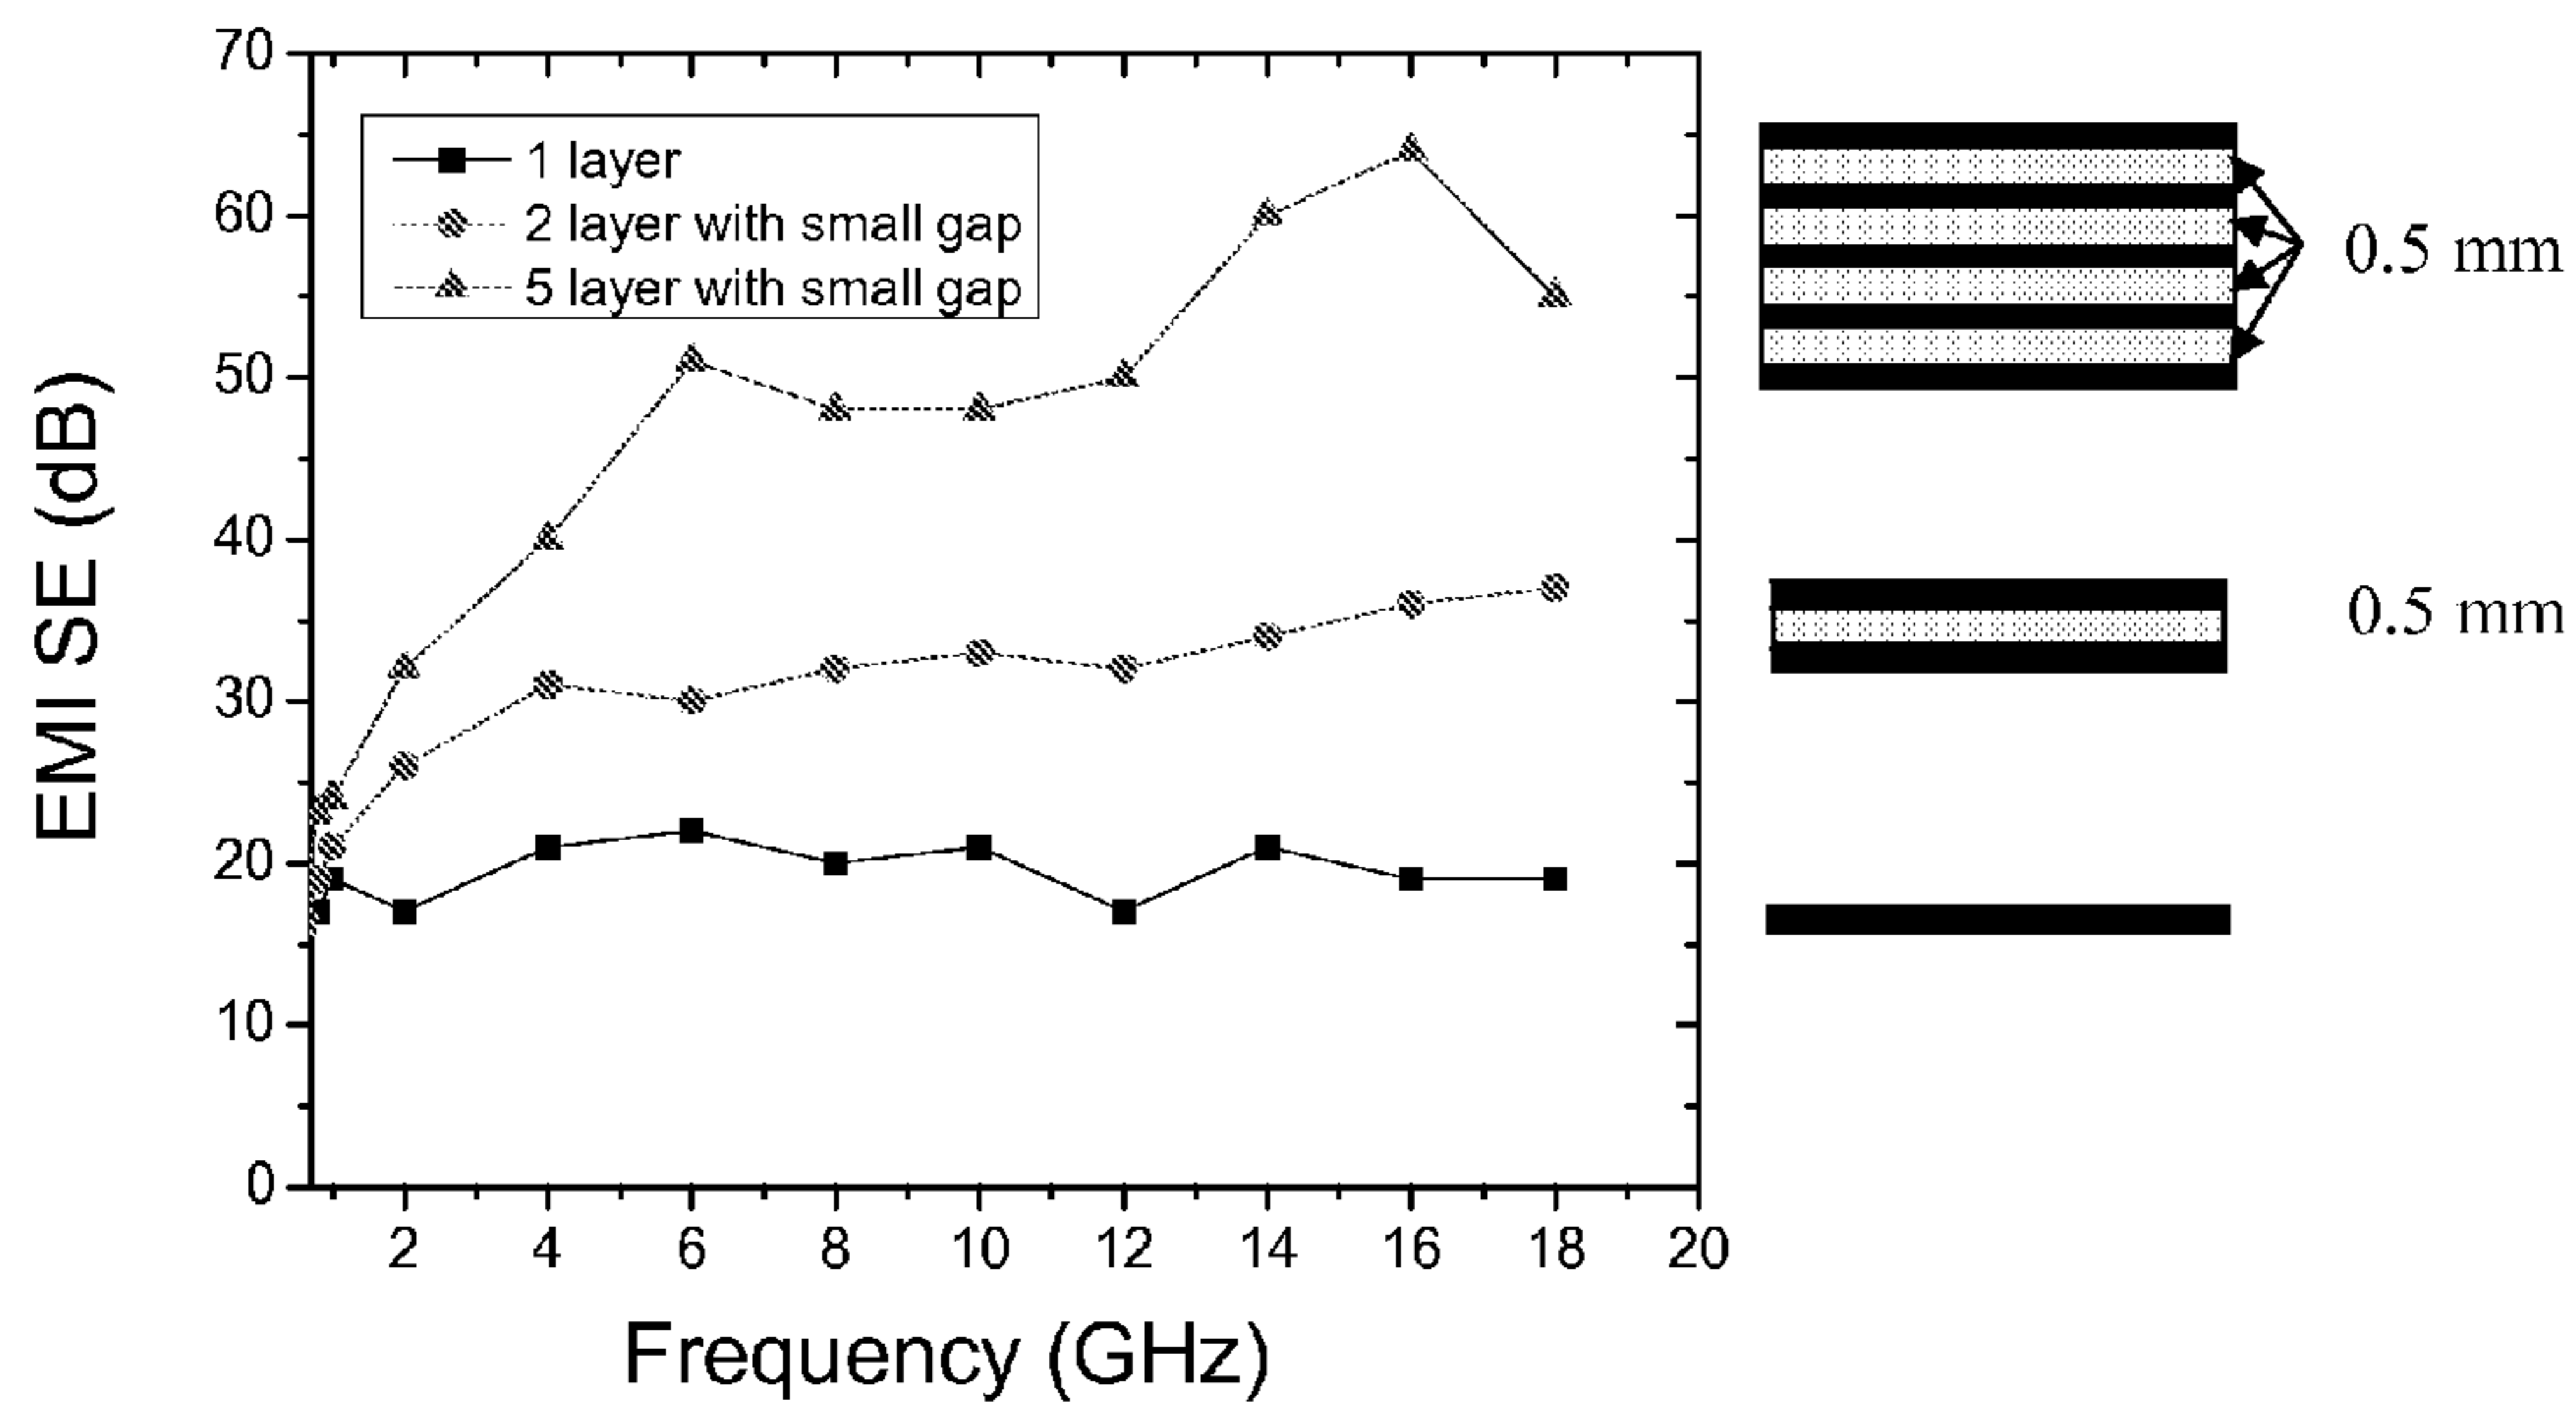 70
60
50
40
30
20
10
0
EMI SE (dB)
1 layer
2 layer with small gap
5 layer with small gap
2 4 6 8 10 12 14 16 18 20
Frequency (GHz)
0.5 mm
0.5 mm